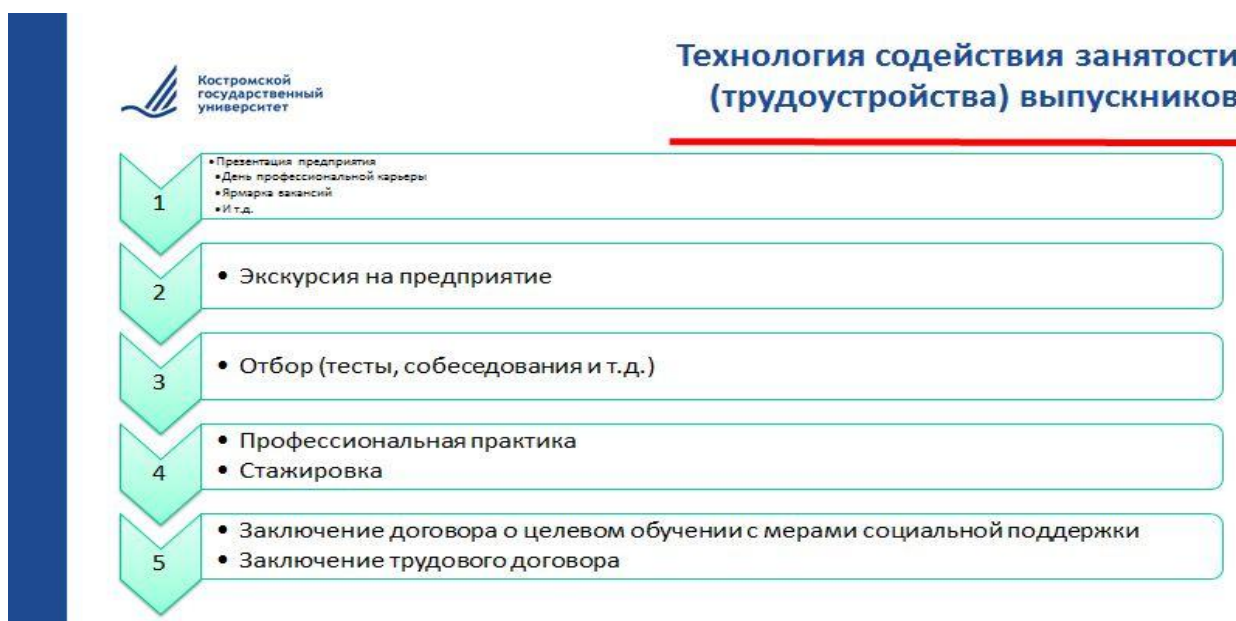 Костромской
государственный
университет
Технология содействия занятости
(трудоустройства) выпускников
1
•Презентация предприятия
•День профессиональной карьеры
•Ярмарка вакансий
•И т.д.
2
• Экскурсия на предприятие
3
• Отбор (тесты, собеседования и т.д.)
4
• Профессиональная практика
• Стажировка
5
• Заключение договора о целевом обучении с мерами социальной поддержки
• Заключение трудового договора